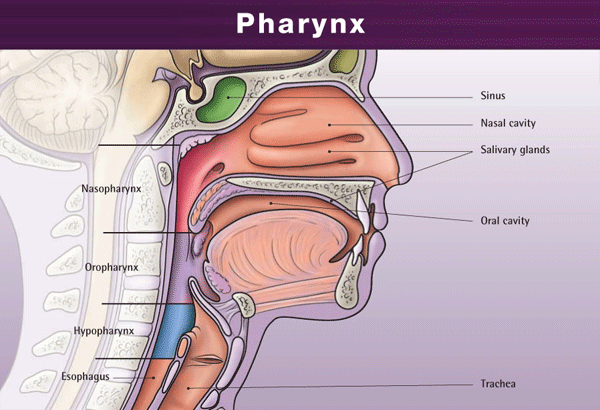 Pharynx
Sinus
Nasal cavity
Salivary glands
Nasopharynx
Oral cavity
Oropharynx
Hypopharynx
Esophagus
Trachea